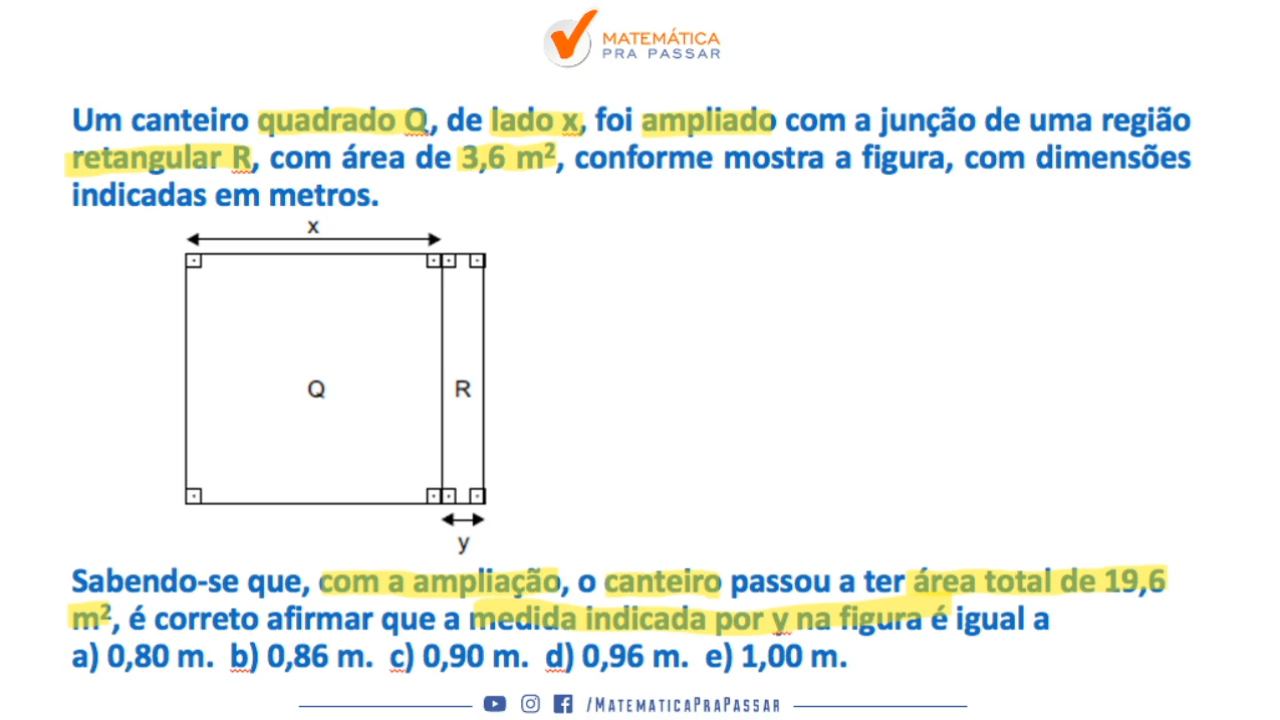 MATEMÁTICA
PRA PASSAR
Um canteiro quadrado Q, de lado x, foi ampliado com a junção de uma região
retangular R, com área de 3,6 m², conforme mostra a figura, com dimensões
indicadas em metros.
x
Q
R
y
Sabendo-se que, com a ampliação, o canteiro passou a ter área total de 19,6
m², é correto afirmar que a medida indicada por y na figura é igual a
a) 0,80 m. b) 0,86 m. c) 0,90 m. d) 0,96 m. e) 1,00 m.
/MATEMATICAPRAPASSAR